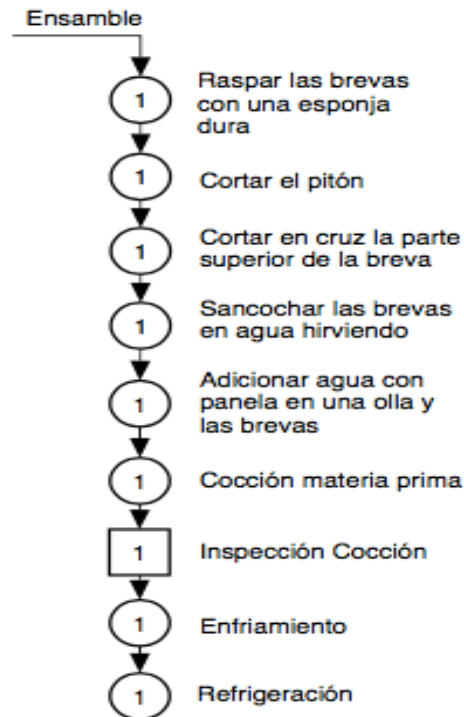 Ensamble
1
Raspar las brevas
con una esponja
dura
1
Cortar el pitón
1
Cortar en cruz la parte
superior de la breva
1
Sancochar las brevas
en agua hirviendo
1
Adicionar agua con
panela en una olla y
las brevas
1
Cocción materia prima
1
Inspección Cocción
1
Enfriamiento
1
Refrigeración